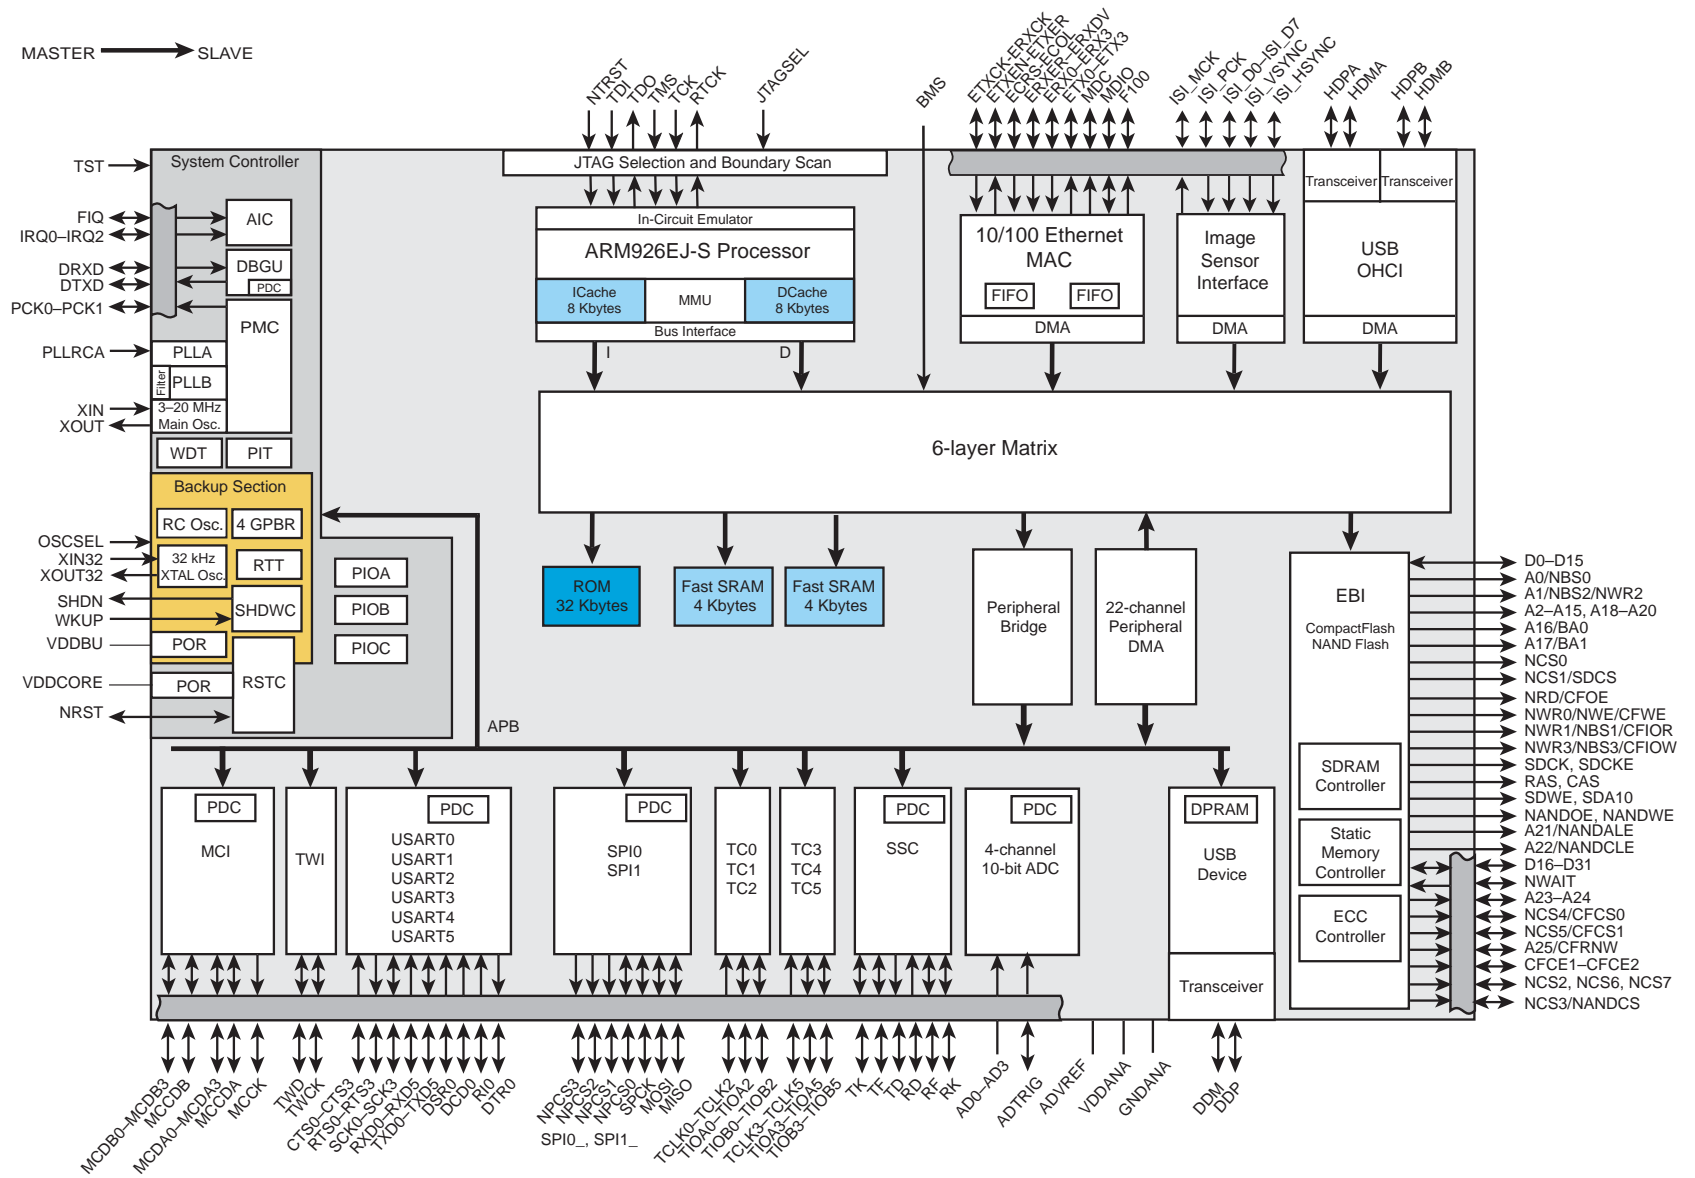 MASTER
SLAVE
NTRST
TDI
TDO
TMS
TCK
RTCK
JTAGSEL
BMS
ETXCK-ERXCK
ETXEN-ETXER
ECRS-ECOL
ERXER-ERXDV
ERX0-ERX3
ETX0-ETX3
MDC
MDIO
F100
ISI_MCK
ISI_PCK
ISI_D0–ISI_D7
ISI_VSYNC
ISI_HSYNC
HDPA
HDMA
HDPB
HDMB
TST
FIQ
IRQ0–IRQ2
DRXD
DTXD
PCK0–PCK1
PLLRCA
XIN
XOUT
OSCSEL
XIN32
XOUT32
SHDN
WKUP
VDDBU
VDDCORE
NRST
System Controller
AIC
DBGU
PDC
PMC
PLLA
Filter
PLLB
3–20 MHz
Main Osc.
WDT
PIT
Backup Section
RC Osc.
4 GPBR
32 kHz
XTAL Osc.
RTT
SHDWC
POR
POR
RSTC
PIOA
PIOB
PIOC
JTAG Selection and Boundary Scan
In-Circuit Emulator
ARM926EJ-S Processor
ICache
8 Kbytes
MMU
DCache
8 Kbytes
Bus Interface
I
D
10/100 Ethernet
MAC
FIFO
FIFO
DMA
Image
Sensor
Interface
DMA
Transceiver
Transceiver
USB
OHCI
DMA
6-layer Matrix
ROM
32 Kbytes
Fast SRAM
4 Kbytes
Fast SRAM
4 Kbytes
Peripheral
Bridge
22-channel
Peripheral
DMA
EBI
CompactFlash
NAND Flash
SDRAM
Controller
Static
Memory
Controller
ECC
Controller
D0–D15
A0/NBS0
A1/NBS2/NWR2
A2–A15, A18–A20
A16/BA0
A17/BA1
NCS0
NCS1/SDCS
NRD/CFOE
NWR0/NWE/CFWE
NWR1/NBS1/CFIOR
NWR3/NBS3/CFIOW
SDCK, SDCKE
RAS, CAS
SDWE, SDA10
NANDOE, NANDWE
A21/NANDALE
A22/NANDCLE
D16–D31
NWAIT
A23–A24
NCS4/CFCS0
NCS5/CFCS1
A25/CFRNW
CFCE1–CFCE2
NCS2, NCS6, NCS7
NCS3/NANDCS
APB
PDC
MCI
TWI
PDC
USART0
USART1
USART2
USART3
USART4
USART5
PDC
SPI0
SPI1
TC0
TC1
TC2
TC3
TC4
TC5
PDC
SSC
PDC
4-channel
10-bit ADC
DPRAM
USB
Device
Transceiver
MCDB0–MCDB3
MCCDB
MCDA0–MCDA3
MCCDA
MCCK
TWD
TWCK
CTS0–CTS3
RTS0–RTS3
SCK0–SCK3
RXD0–RXD5
TXD0–TXD5
DSR0
DCD0
RI0
DTR0
NPCS3
NPCS2
NPCS1
NPCS0
SPCK
MOSI
MISO
SPI0_, SPI1_
TCLK0–TCLK2
TIOA0–TIOA2
TIOB0–TIOB2
TCLK3–TCLK5
TIOA3–TIOA5
TIOB3–TIOB5
TK
TF
TD
RD
RF
RK
AD0–AD3
ADTRIG
ADVREF
VDDANA
GNDANA
DDM
DDP